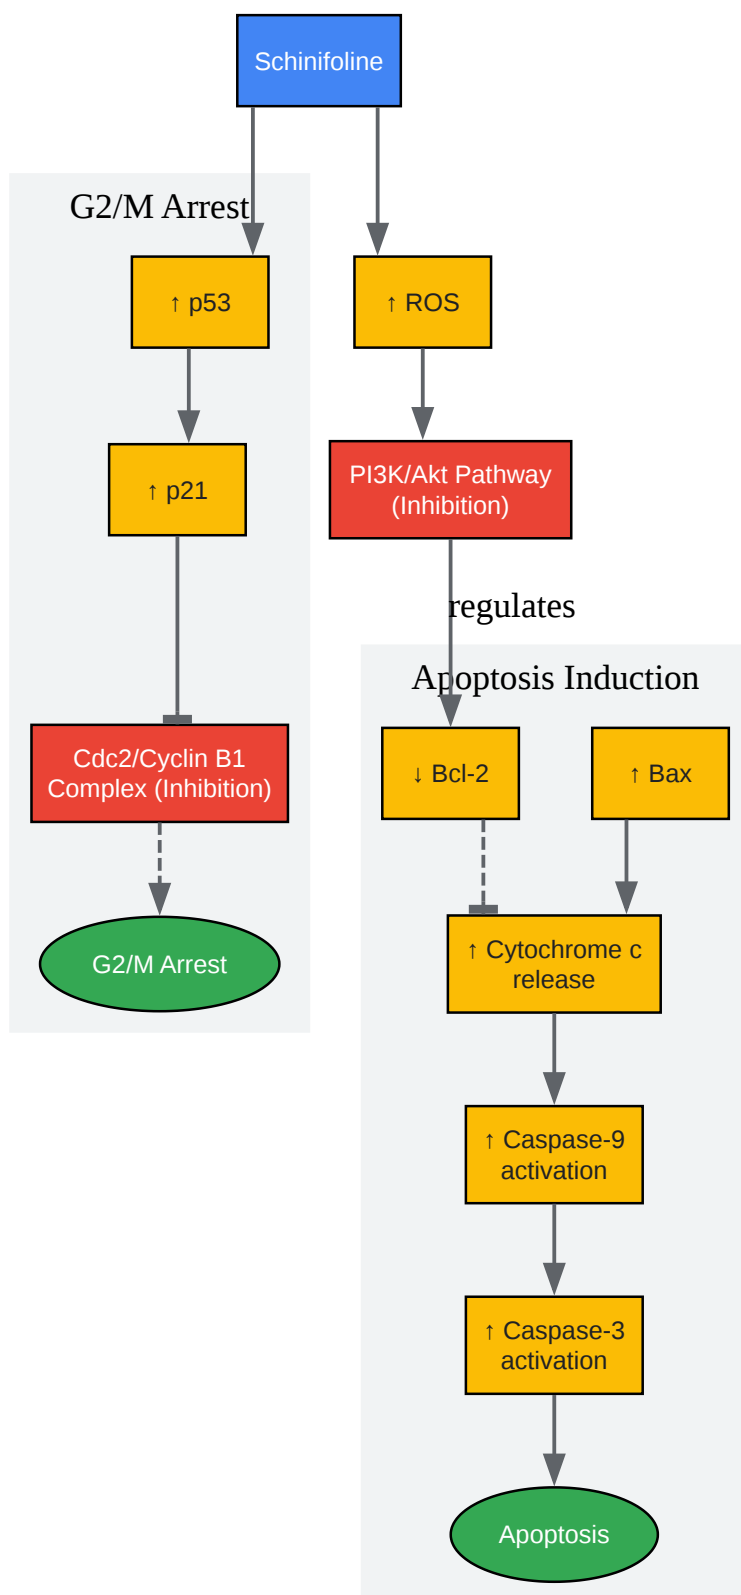 Schinifoline
G2/M Arrest
↑ p53
↑ ROS
↑ p21
PI3K/Akt Pathway
(Inhibition)
regulates
Apoptosis Induction
Cdc2/Cyclin B1
Complex (Inhibition)
↓ Bcl-2
↑ Bax
G2/M Arrest
↑ Cytochrome c
release
↑ Caspase-9
activation
↑ Caspase-3
activation
Apoptosis